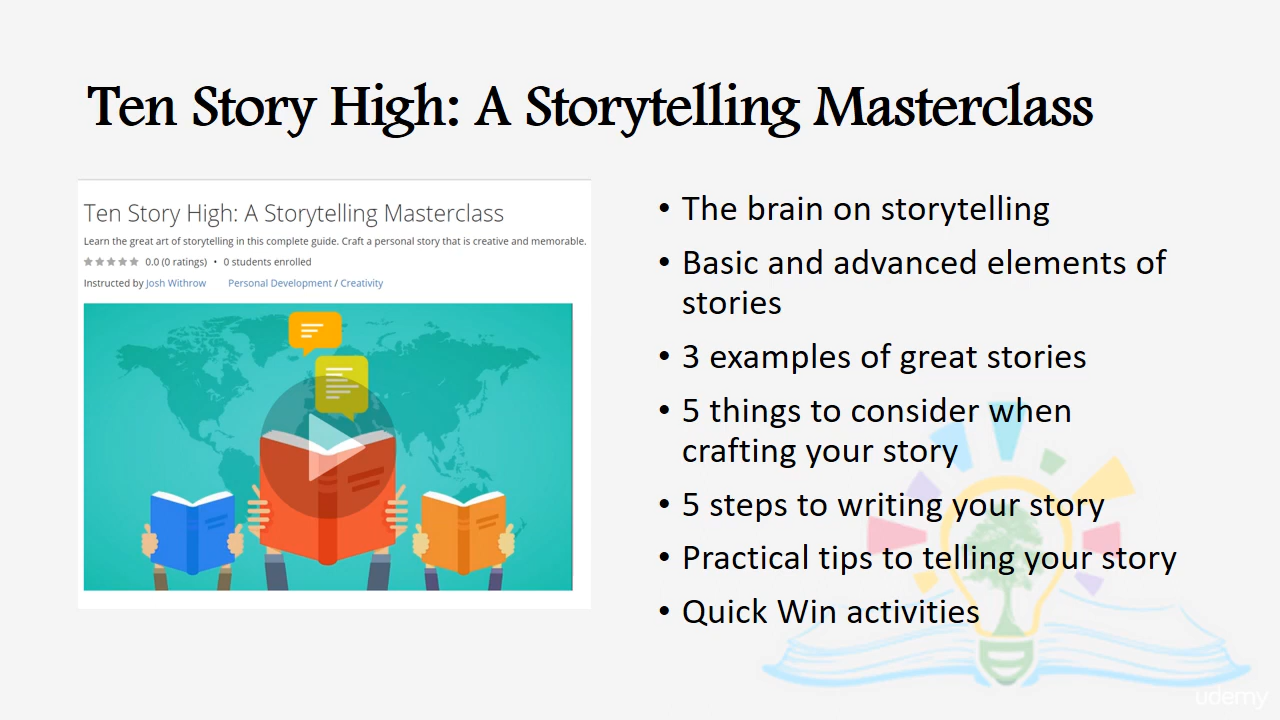 Ten Story High: A Storytelling Masterclass
Ten Story High: A Storytelling Masterclass
Learn the great art of storytelling in this complete guide. Craft a personal story that is creative and memorable.
0.0 (0 ratings) • 0 students enrolled
Instructed by Josh Withrow Personal Development / Creativity
• The brain on storytelling
• Basic and advanced elements of
stories
• 3 examples of great stories
• 5 things to consider when
crafting your story
• 5 steps to writing your story
• Practical tips to telling your story
• Quick Win activities
udemy